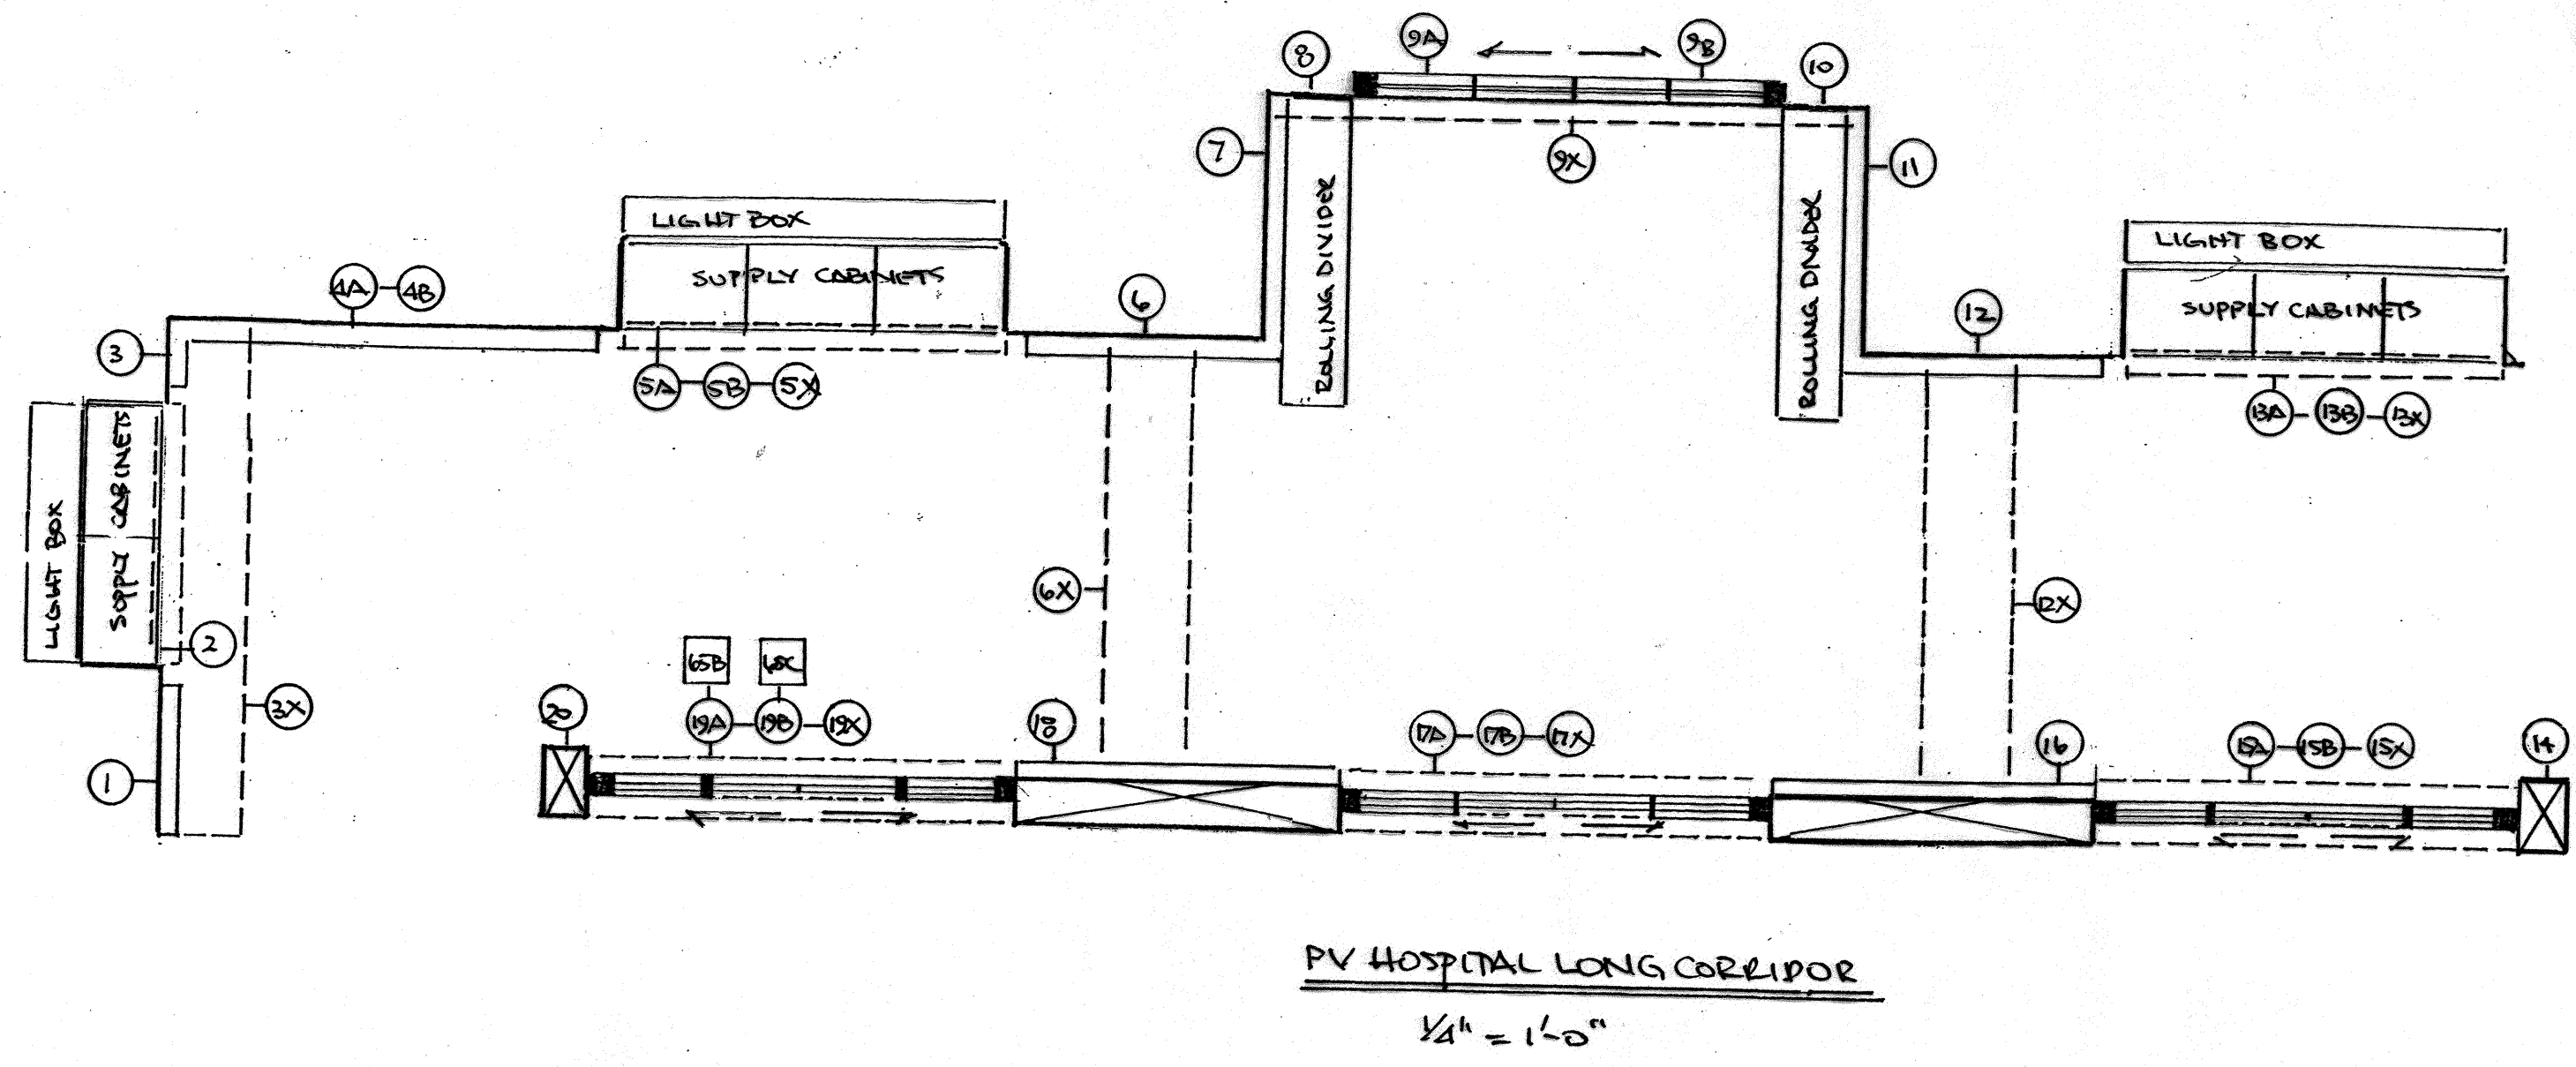 9A
9B
8
10
7
9X
11
LIGHT BOX
SUPPLY CABINETS
ROLLING DIVIDER
ROLLING DIVIDER
LIGHT BOX
SUPPLY CABINETS
4A 4B
6
12
3
5A 5B 5X
13A 13B 13X
LIGHT BOX
SUPPLY CABINETS
2
6X
12X
65B 65C
3X
20
19A 19B 19X
18
17A 17B 17X
16
15A 15B 15X
14
1
PV HOSPITAL LONG CORRIDOR
1/4" = 1'-0"